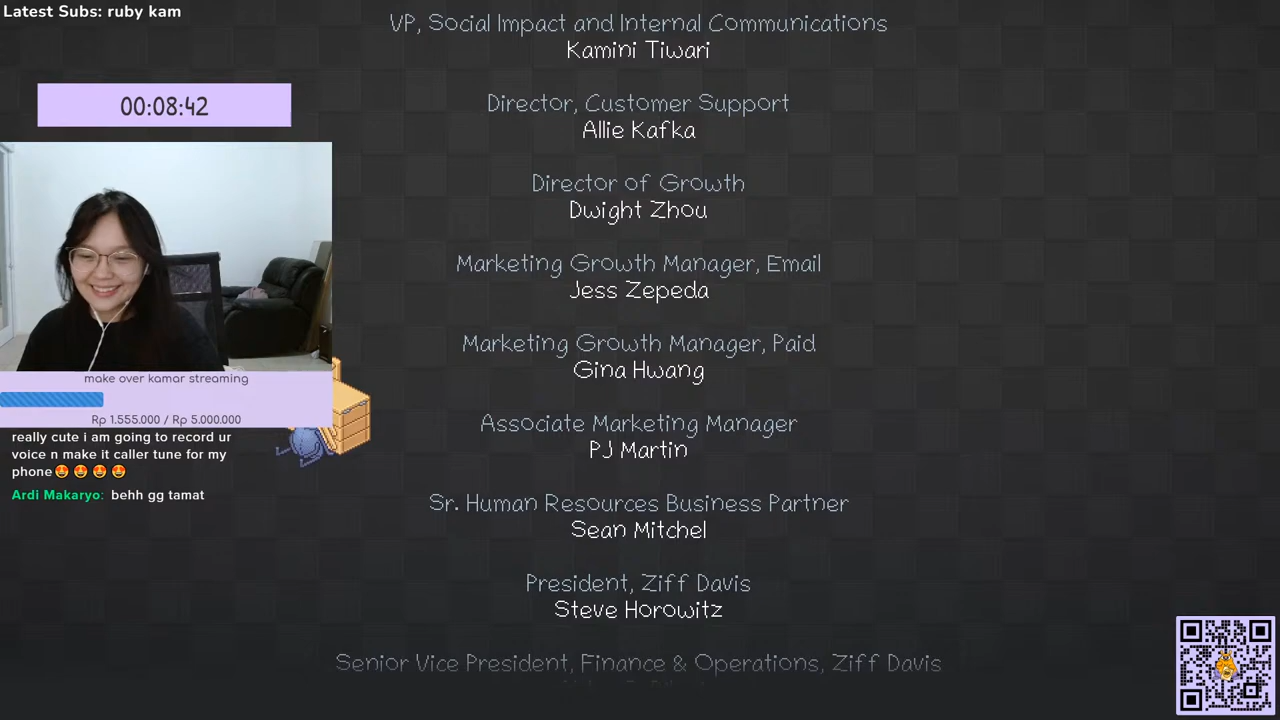 Latest Subs: ruby kam
00:08:42
make over kamar streaming
Rp 1.555.000 / Rp 5.000.000
really cute i am going to record ur
voice n make it caller tune for my
phone🤩 🤩 🤩 🤩
Ardi Makaryo: behh gg tamat
VP, Social Impact and Internal Communications
Kamini Tiwari
Director, Customer Support
Allie Kafka
Director of Growth
Dwight Zhou
Marketing Growth Manager, Email
Jess Zepeda
Marketing Growth Manager, Paid
Gina Hwang
Associate Marketing Manager
PJ Martin
Sr. Human Resources Business Partner
Sean Mitchel
President, Ziff Davis
Steve Horowitz
Senior Vice President, Finance & Operations, Ziff Davis